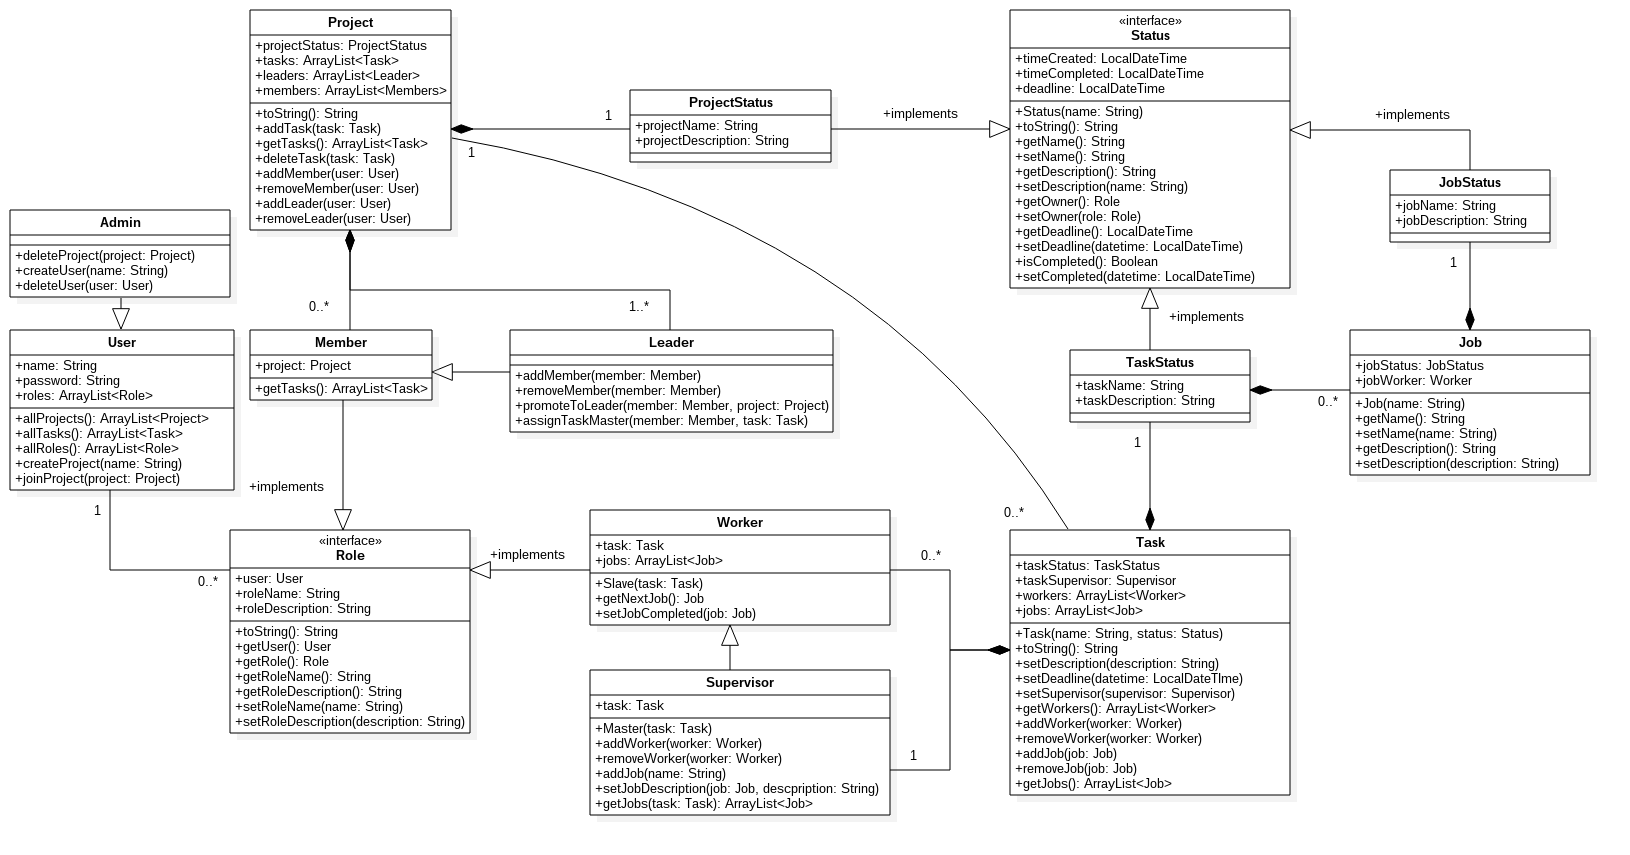 Project
+projectStatus: ProjectStatus
+tasks: ArrayList<Task>
+leaders: ArrayList<Leader>
+members: ArrayList<Members>
+toString(): String
+addTask(task: Task)
+getTasks(): ArrayList<Task>
+deleteTask(task: Task)
+addMember(user: User)
+removeMember(user: User)
+addLeader(user: User)
+removeLeader(user: User)
1
1
ProjectStatus
+projectName: String
+projectDescription: String
+implements
«interface»
Status
+timeCreated: LocalDateTime
+timeCompleted: LocalDateTime
+deadline: LocalDateTime
+Status(name: String)
+toString(): String
+getName(): String
+setName(): String
+getDescription(): String
+setDescription(name: String)
+getOwner(): Role
+setOwner(role: Role)
+getDeadline(): LocalDateTime
+setDeadline(datetime: LocalDateTime)
+isCompleted(): Boolean
+setCompleted(datetime: LocalDateTime)
+implements
JobStatus
+jobName: String
+jobDescription: String
1
Admin
+deleteProject(project: Project)
+createUser(name: String)
+deleteUser(user: User)
User
+name: String
+password: String
+roles: ArrayList<Role>
+allProjects(): ArrayList<Project>
+allTasks(): ArrayList<Task>
+allRoles(): ArrayList<Role>
+createProject(name: String)
+joinProject(project: Project)
1
0..*
0..*
1..*
Member
+project: Project
+getTasks(): ArrayList<Task>
+implements
Leader
+addMember(member: Member)
+removeMember(member: Member)
+promoteToLeader(member: Member, project: Project)
+assignTaskMaster(member: Member, task: Task)
+implements
TaskStatus
+taskName: String
+taskDescription: String
1
0..*
Job
+jobStatus: JobStatus
+jobWorker: Worker
+Job(name: String)
+getName(): String
+setName(name: String)
+getDescription(): String
+setDescription(description: String)
«interface»
Role
+user: User
+roleName: String
+roleDescription: String
+toString(): String
+getUser(): User
+getRole(): Role
+getRoleName(): String
+getRoleDescription(): String
+setRoleName(name: String)
+setRoleDescription(description: String)
+implements
Worker
+task: Task
+jobs: ArrayList<Job>
+Slave(task: Task)
+getNextJob(): Job
+setJobCompleted(job: Job)
0..*
Supervisor
+task: Task
+Master(task: Task)
+addWorker(worker: Worker)
+removeWorker(worker: Worker)
+addJob(name: String)
+setJobDescription(job: Job, descpription: String)
+getJobs(task: Task): ArrayList<Job>
1
0..*
Task
+taskStatus: TaskStatus
+taskSupervisor: Supervisor
+workers: ArrayList<Worker>
+jobs: ArrayList<Job>
+Task(name: String, status: Status)
+toString(): String
+setDescription(description: String)
+setDeadline(datetime: LocalDateTIme)
+setSupervisor(supervisor: Supervisor)
+getWorkers(): ArrayList<Worker>
+addWorker(worker: Worker)
+removeWorker(worker: Worker)
+addJob(job: Job)
+removeJob(job: Job)
+getJobs(): ArrayList<Job>